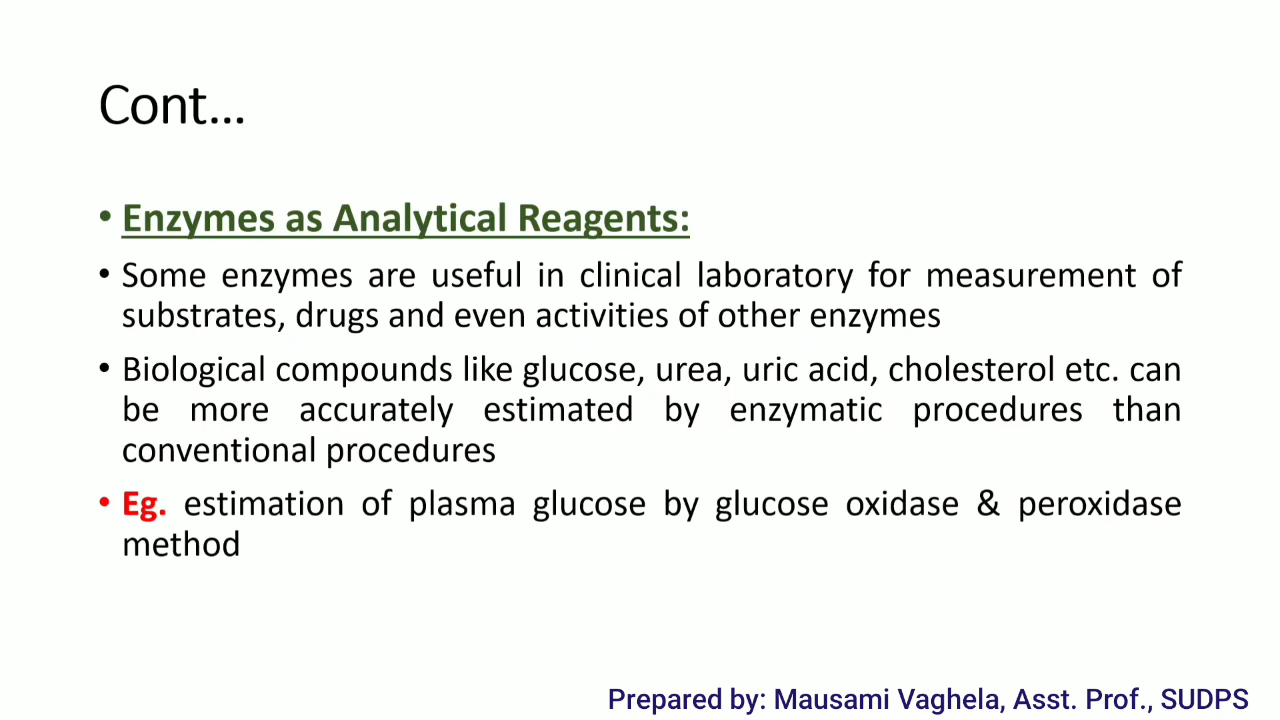 Cont...
• Enzymes as Analytical Reagents:
• Some enzymes are useful in clinical laboratory for measurement of
substrates, drugs and even activities of other enzymes
• Biological compounds like glucose, urea, uric acid, cholesterol etc. can
be more accurately estimated by enzymatic procedures than
conventional procedures
• Eg. estimation of plasma glucose by glucose oxidase & peroxidase
method
Prepared by: Mausami Vaghela, Asst. Prof., SUDPS